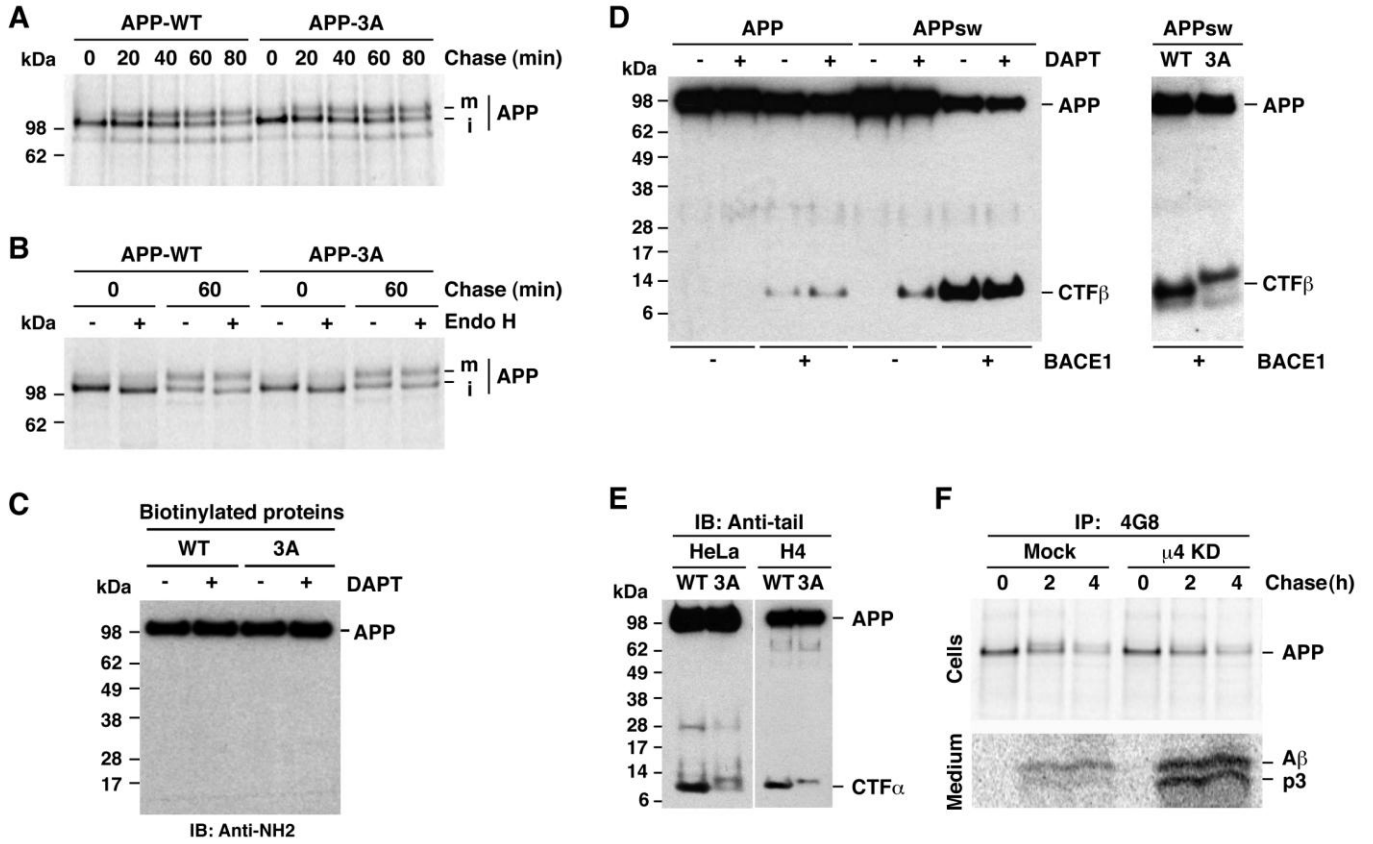 A
APP-WT APP-3A
kDa 0 20 40 60 80 0 20 40 60 80 Chase (min)
m
APP
i
98
62
B
APP-WT APP-3A
0 60 0 60 Chase (min)
kDa - + - + - + - + Endo H
m
APP
i
98
62
C
Biotinylated proteins
WT 3A
kDa - + - + DAPT
98 APP
62
49
38
28
17
IB: Anti-NH2
D
APP APPsw APPsw
- + - + - + - + DAPT WT 3A
kDa
98 APP APP
62
49
38
28
17
14 CTFβ CTFβ
6
- + - + BACE1 + BACE1
E
IB: Anti-tail
HeLa H4
kDa WT 3A WT 3A
98 APP
62
49
38
28
17
14 CTFα
6
F
IP: 4G8
Mock μ4 KD
0 2 4 0 2 4 Chase(h)
Cells APP
Medium Aβ
p3